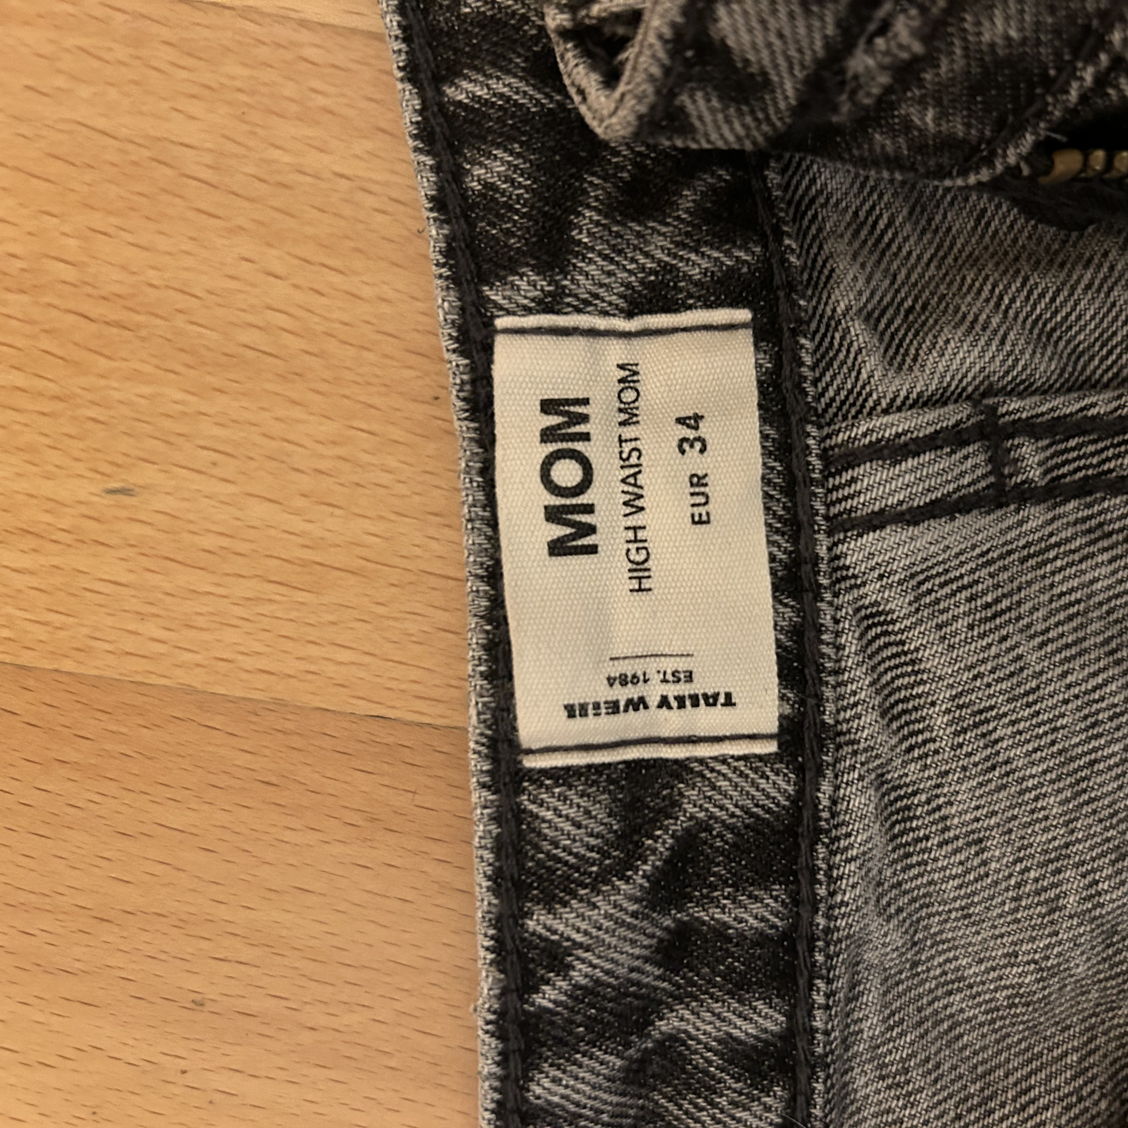 MOM
HIGH WAIST MOM
EUR 34
TALLY WEiJL
EST. 1984